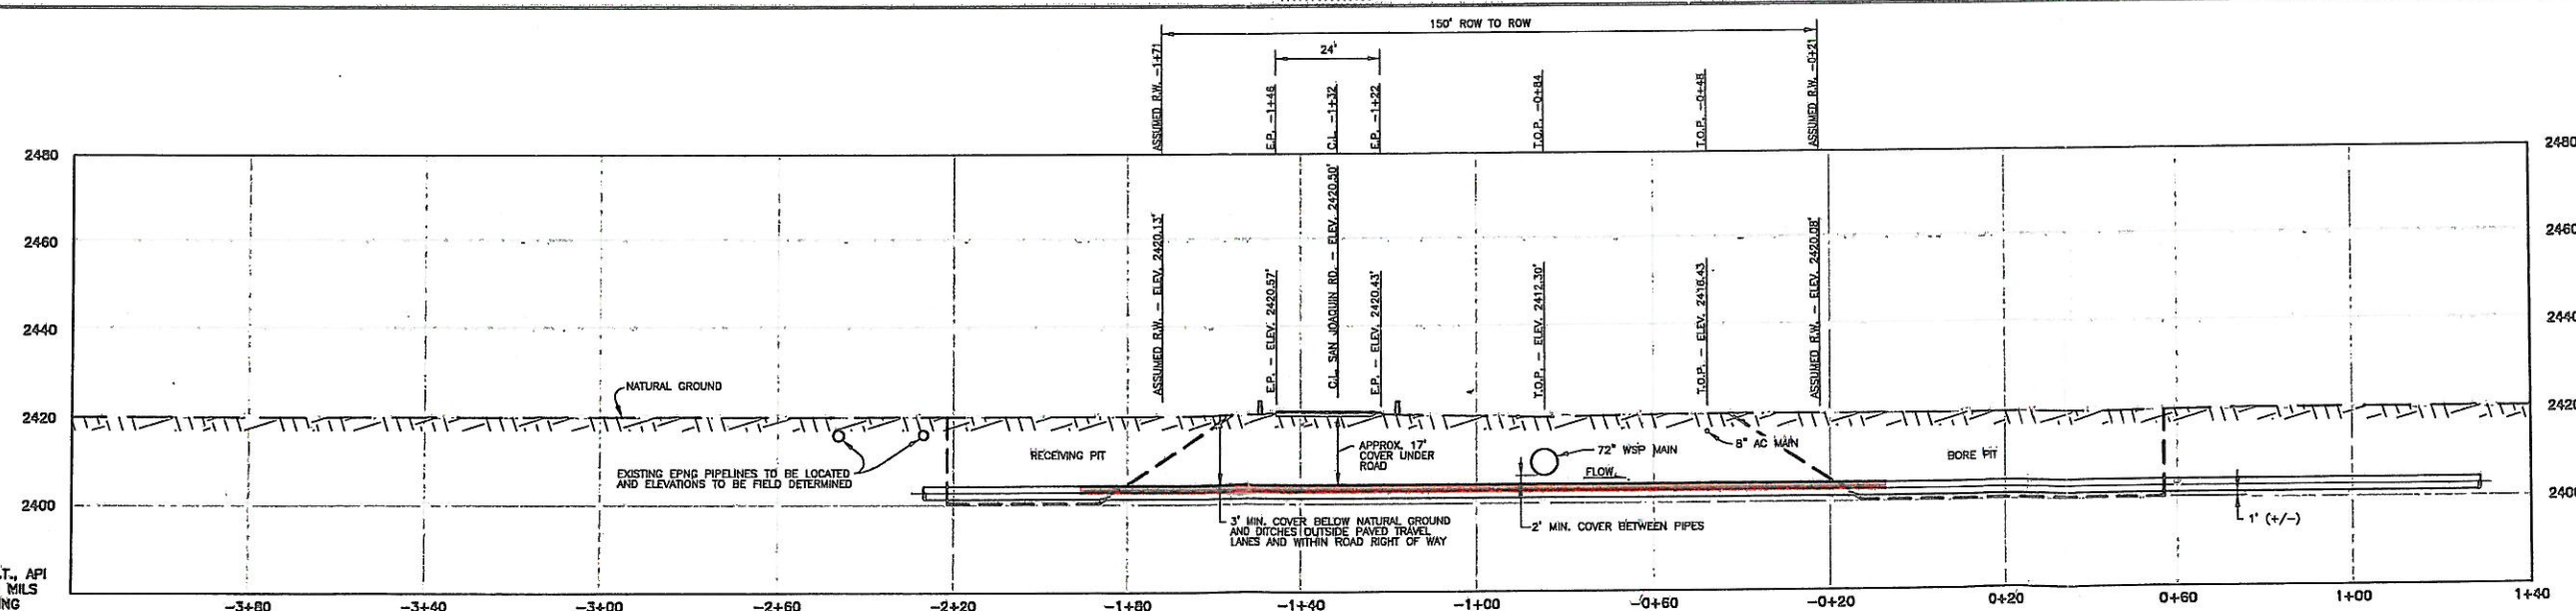 150' ROW TO ROW
24'
ASSUMED R.W. -1+71
E.P. -1+46
C.L. -1+32
E.P. -1+22
T.O.P. -0+84
T.O.P. -0+48
ASSUMED R.W. -0+21
2480
2480
ASSUMED R.W. - ELEV. 2420.13'
E.P. - ELEV. 2420.57'
C.L. SAN JOAQUIN RD. - ELEV. 2420.50'
E.P. - ELEV. 2420.43'
T.O.P. - ELEV. 2412.30'
T.O.P. - ELEV. 2416.43
ASSUMED R.W. - ELEV. 2420.08'
2460
2460
2440
2440
NATURAL GROUND
2420
2420
RECEIVING PIT
APPROX. 17'
COVER UNDER
ROAD
72" WSP MAIN
FLOW
8" AC MAIN
BORE PIT
EXISTING EPNG PIPELINES TO BE LOCATED
AND ELEVATIONS TO BE FIELD DETERMINED
2400
2400
3' MIN. COVER BELOW NATURAL GROUND
AND DITCHES OUTSIDE PAVED TRAVEL
LANES AND WITHIN ROAD RIGHT OF WAY
2' MIN. COVER BETWEEN PIPES
1' (+/-)
.T., API
MILS
NG
-3+80
-3+40
-3+00
-2+60
-2+20
-1+80
-1+40
-1+00
-0+60
-0+20
0+20
0+60
1+00
1+40